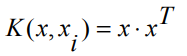 K(x, x_i) = x · x^T